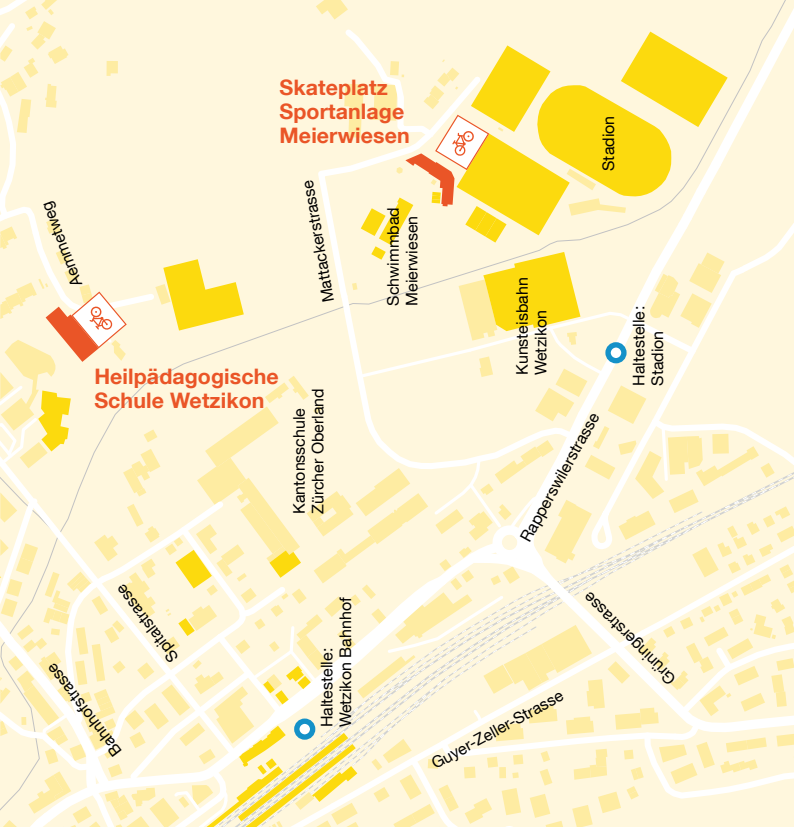 Skateplatz
Sportanlage
Meierwiesen
Stadion
Aemmetweg
Mattackerstrasse
Schwimmbad
Meierwiesen
Kunsteisbahn
Wetzikon
Haltestelle:
Stadion
Heilpädagogische
Schule Wetzikon
Kantonsschule
Zürcher Oberland
Rapperswilerstrasse
Spitalstrasse
Grüningerstrasse
Haltestelle:
Wetzikon Bahnhof
Bahnhofstrasse
Guyer-Zeller-Strasse